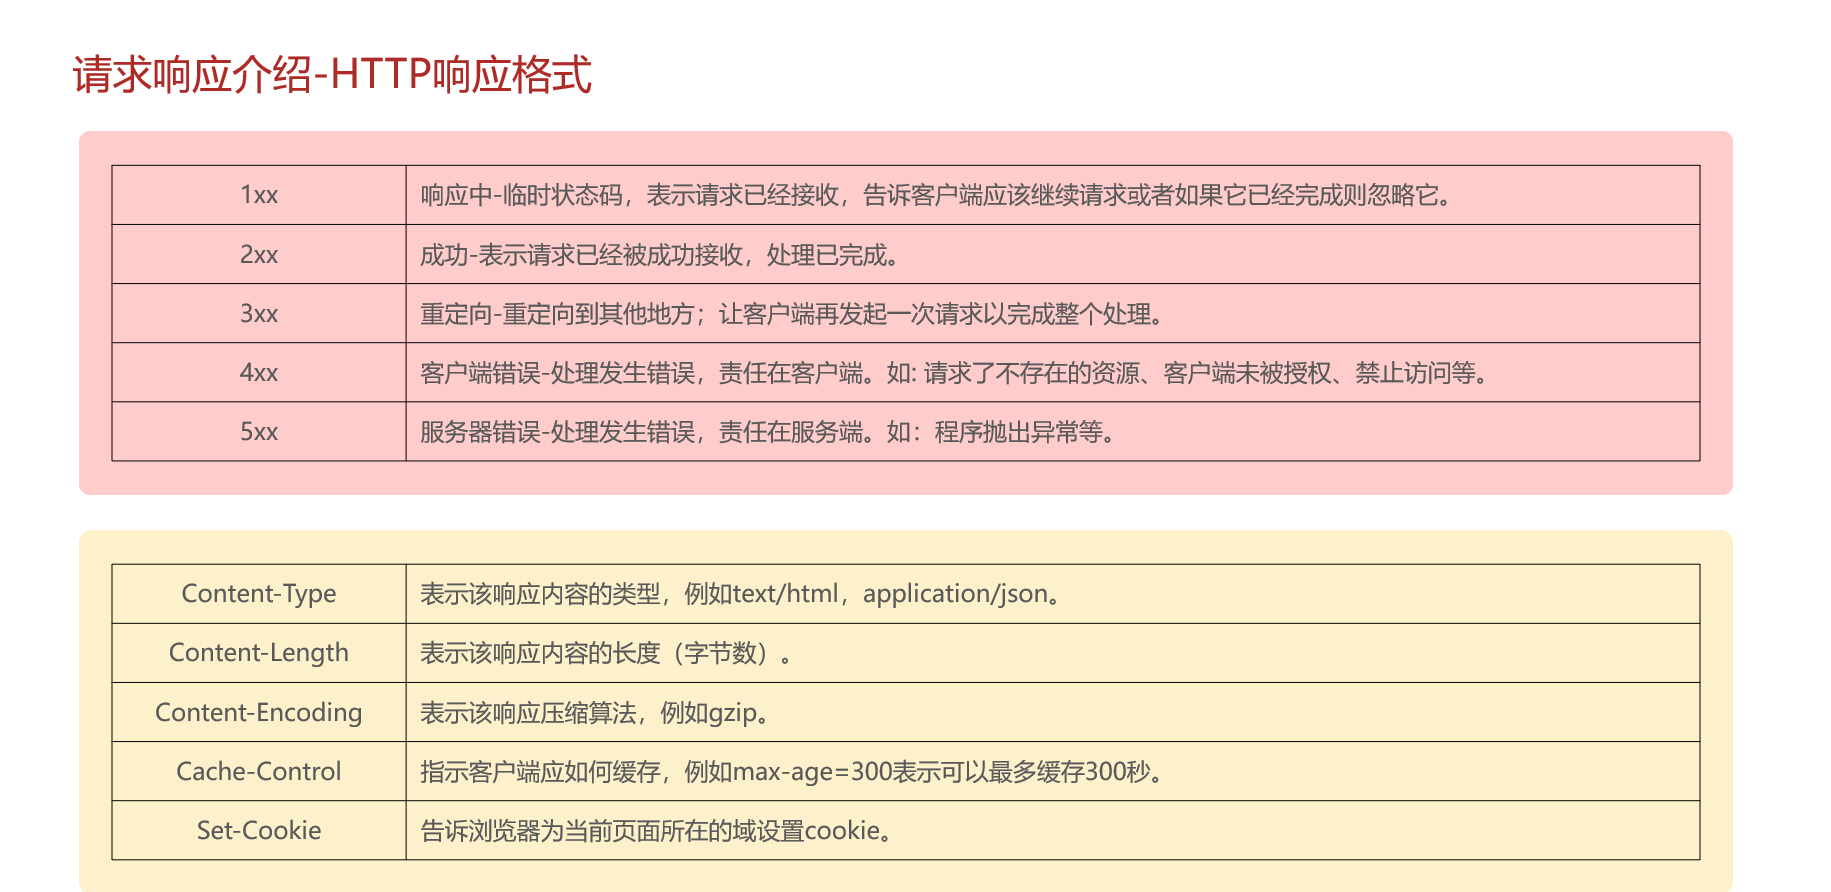 请求响应介绍-HTTP响应格式
1xx 响应中-临时状态码，表示请求已经接收，告诉客户端应该继续请求或者如果它已经完成则忽略它。
2xx 成功-表示请求已经被成功接收，处理已完成。
3xx 重定向-重定向到其他地方；让客户端再发起一次请求以完成整个处理。
4xx 客户端错误-处理发生错误，责任在客户端。如: 请求了不存在的资源、客户端未被授权、禁止访问等。
5xx 服务器错误-处理发生错误，责任在服务端。如：程序抛出异常等。
Content-Type 表示该响应内容的类型，例如text/html，application/json。
Content-Length 表示该响应内容的长度（字节数）。
Content-Encoding 表示该响应压缩算法，例如gzip。
Cache-Control 指示客户端应如何缓存，例如max-age=300表示可以最多缓存300秒。
Set-Cookie 告诉浏览器为当前页面所在的域设置cookie。